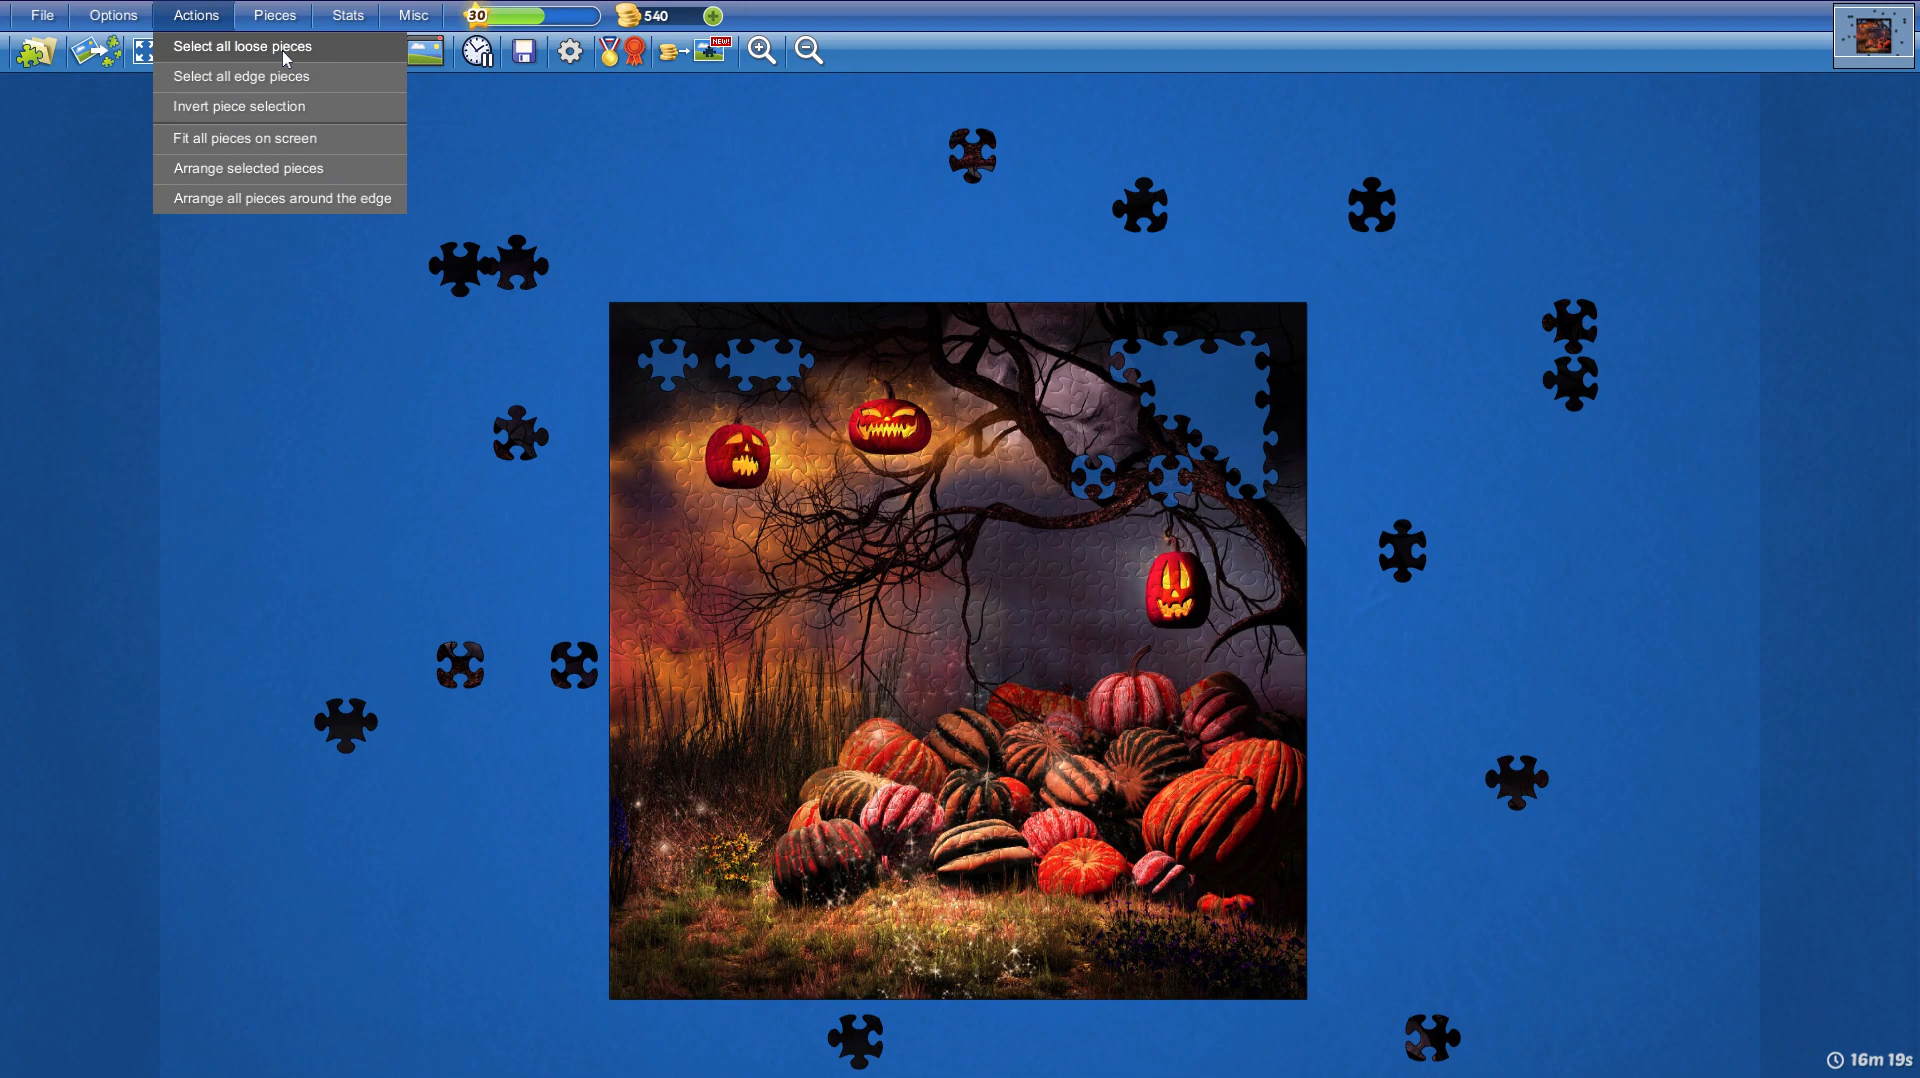 File Options Actions Pieces Stats Misc 30 540
NEW!
Select all loose pieces
Select all edge pieces
Invert piece selection
Fit all pieces on screen
Arrange selected pieces
Arrange all pieces around the edge
16m 19s